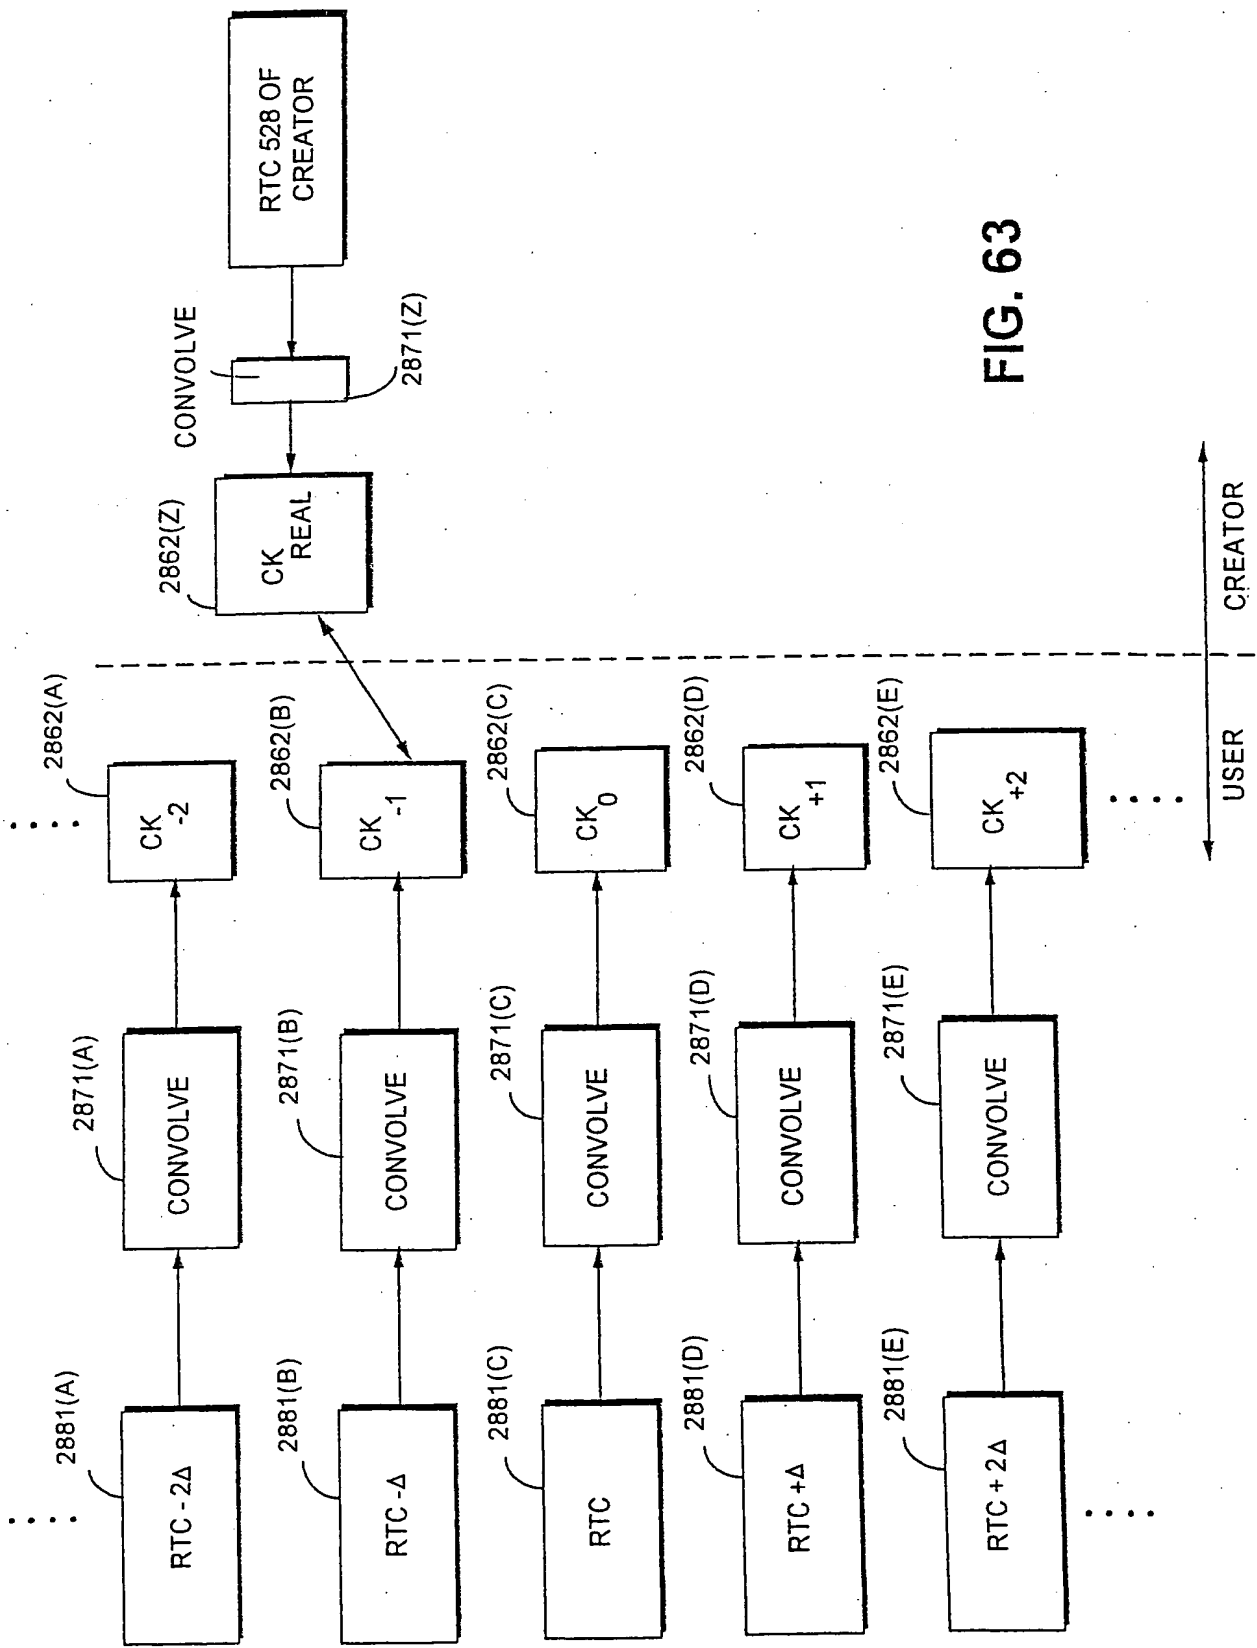 RTC - 2Δ
2881(A)
CONVOLVE
2871(A)
CK -2
2862(A)
RTC -Δ
2881(B)
CONVOLVE
2871(B)
CK -1
2862(B)
RTC
2881(C)
CONVOLVE
2871(C)
CK 0
2862(C)
RTC +Δ
2881(D)
CONVOLVE
2871(D)
CK +1
2862(D)
RTC + 2Δ
2881(E)
CONVOLVE
2871(E)
CK +2
2862(E)
2862(Z)
CK REAL
CONVOLVE
2871(Z)
RTC 528 OF
CREATOR
USER
CREATOR
FIG. 63